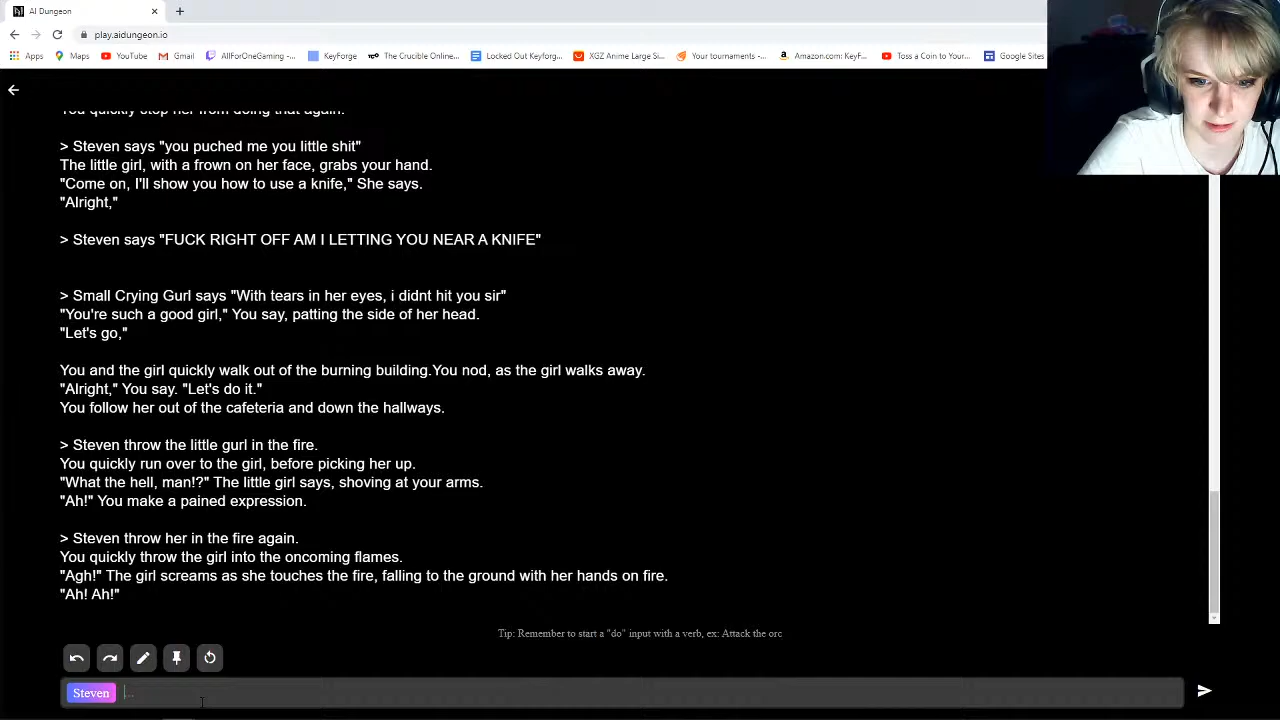 AI Dungeon
play.aidungeon.io
Apps Maps YouTube Gmail AllForOneGaming -... KeyForge The Crucible Online... Locked Out Keyforg... XGZ Anime Large Si... Your tournaments -... Amazon.com: KeyF... Toss a Coin to Your... Google Sites
You quickly stop her from doing that again.
> Steven says "you puched me you little shit"
The little girl, with a frown on her face, grabs your hand.
"Come on, I'll show you how to use a knife," She says.
"Alright,"
> Steven says "FUCK RIGHT OFF AM I LETTING YOU NEAR A KNIFE"
> Small Crying Gurl says "With tears in her eyes, i didnt hit you sir"
"You're such a good girl," You say, patting the side of her head.
"Let's go,"
You and the girl quickly walk out of the burning building.You nod, as the girl walks away.
"Alright," You say. "Let's do it."
You follow her out of the cafeteria and down the hallways.
> Steven throw the little gurl in the fire.
You quickly run over to the girl, before picking her up.
"What the hell, man!?" The little girl says, shoving at your arms.
"Ah!" You make a pained expression.
> Steven throw her in the fire again.
You quickly throw the girl into the oncoming flames.
"Agh!" The girl screams as she touches the fire, falling to the ground with her hands on fire.
"Ah! Ah!"
Tip: Remember to start a "do" input with a verb, ex: Attack the orc
Steven ...